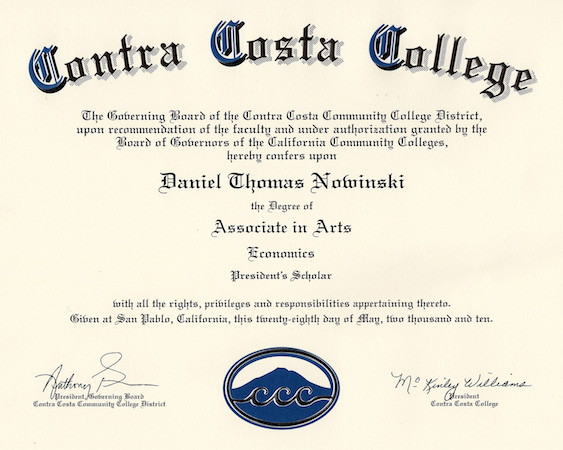 Contra Costa College
The Governing Board of the Contra Costa Community College District,
upon recommendation of the faculty and under authorization granted by the
Board of Governors of the California Community Colleges,
hereby confers upon
Daniel Thomas Nowinski
the Degree of
Associate in Arts
Economics
President's Scholar
with all the rights, privileges and responsibilities appertaining thereto.
Given at San Pablo, California, this twenty-eighth day of May, two thousand and ten.
Anthony
President, Governing Board
Contra Costa Community College District
ccc
McKinley Williams
President
Contra Costa College